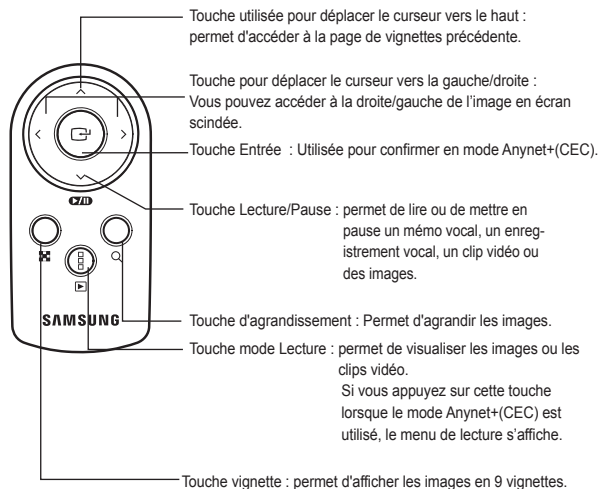 Touche utilisée pour déplacer le curseur vers le haut :
permet d'accéder à la page de vignettes précédente.
Touche pour déplacer le curseur vers la gauche/droite :
Vous pouvez accéder à la droite/gauche de l'image en écran
scindée.
Touche Entrée : Utilisée pour confirmer en mode Anynet+(CEC).
Touche Lecture/Pause : permet de lire ou de mettre en
pause un mémo vocal, un enreg-
istrement vocal, un clip vidéo ou
des images.
SAMSUNG
Touche d'agrandissement : Permet d'agrandir les images.
Touche mode Lecture : permet de visualiser les images ou les
clips vidéo.
Si vous appuyez sur cette touche
lorsque le mode Anynet+(CEC) est
utilisé, le menu de lecture s'affiche.
Touche vignette : permet d'afficher les images en 9 vignettes.